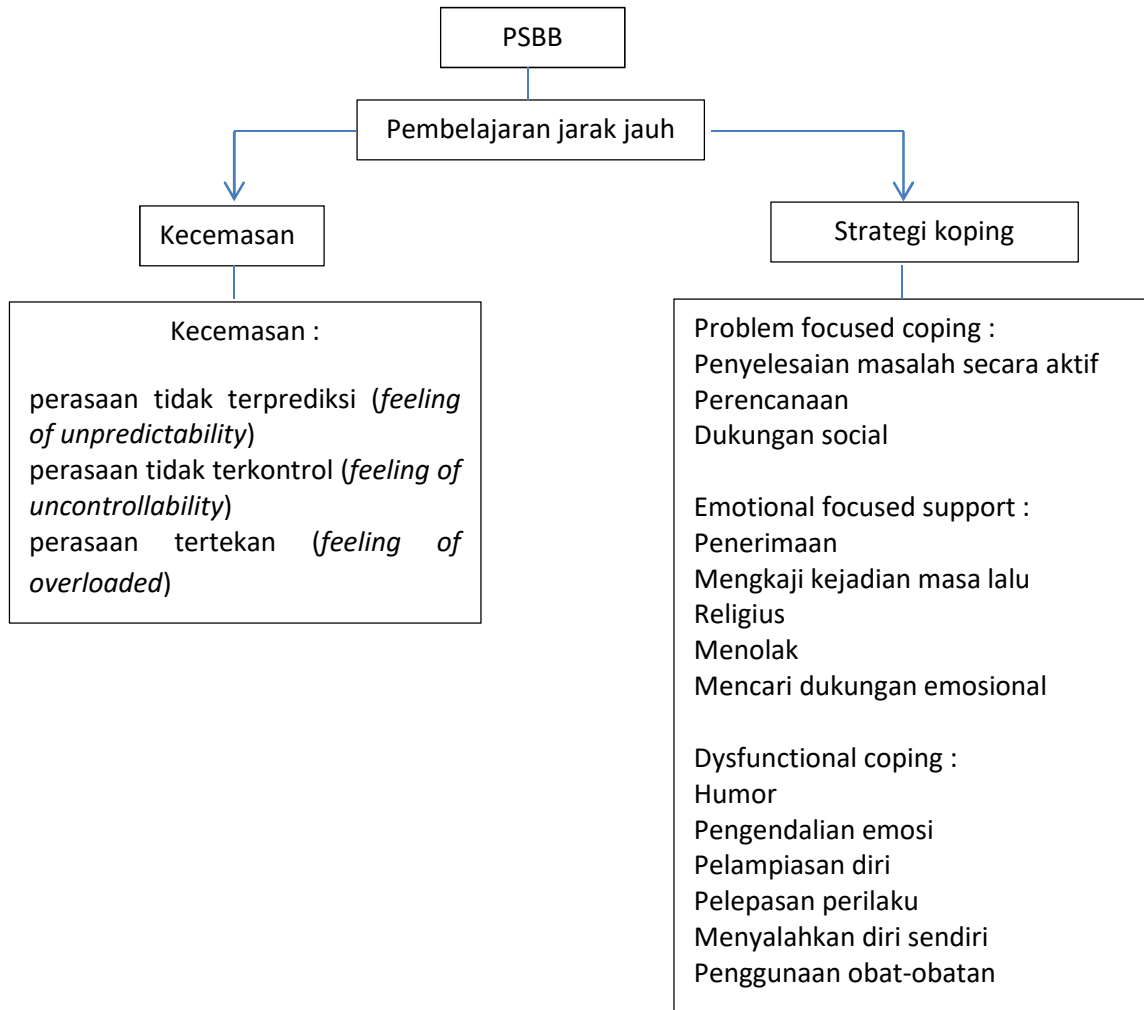 PSBB
Pembelajaran jarak jauh
Kecemasan
Strategi koping
Kecemasan :
perasaan tidak terprediksi (feeling
of unpredictability)
perasaan tidak terkontrol (feeling of
uncontrollability)
perasaan tertekan (feeling of
overloaded)
Problem focused coping :
Penyelesaian masalah secara aktif
Perencanaan
Dukungan social
Emotional focused support :
Penerimaan
Mengkaji kejadian masa lalu
Religius
Menolak
Mencari dukungan emosional
Dysfunctional coping :
Humor
Pengendalian emosi
Pelampiasan diri
Pelepasan perilaku
Menyalahkan diri sendiri
Penggunaan obat-obatan